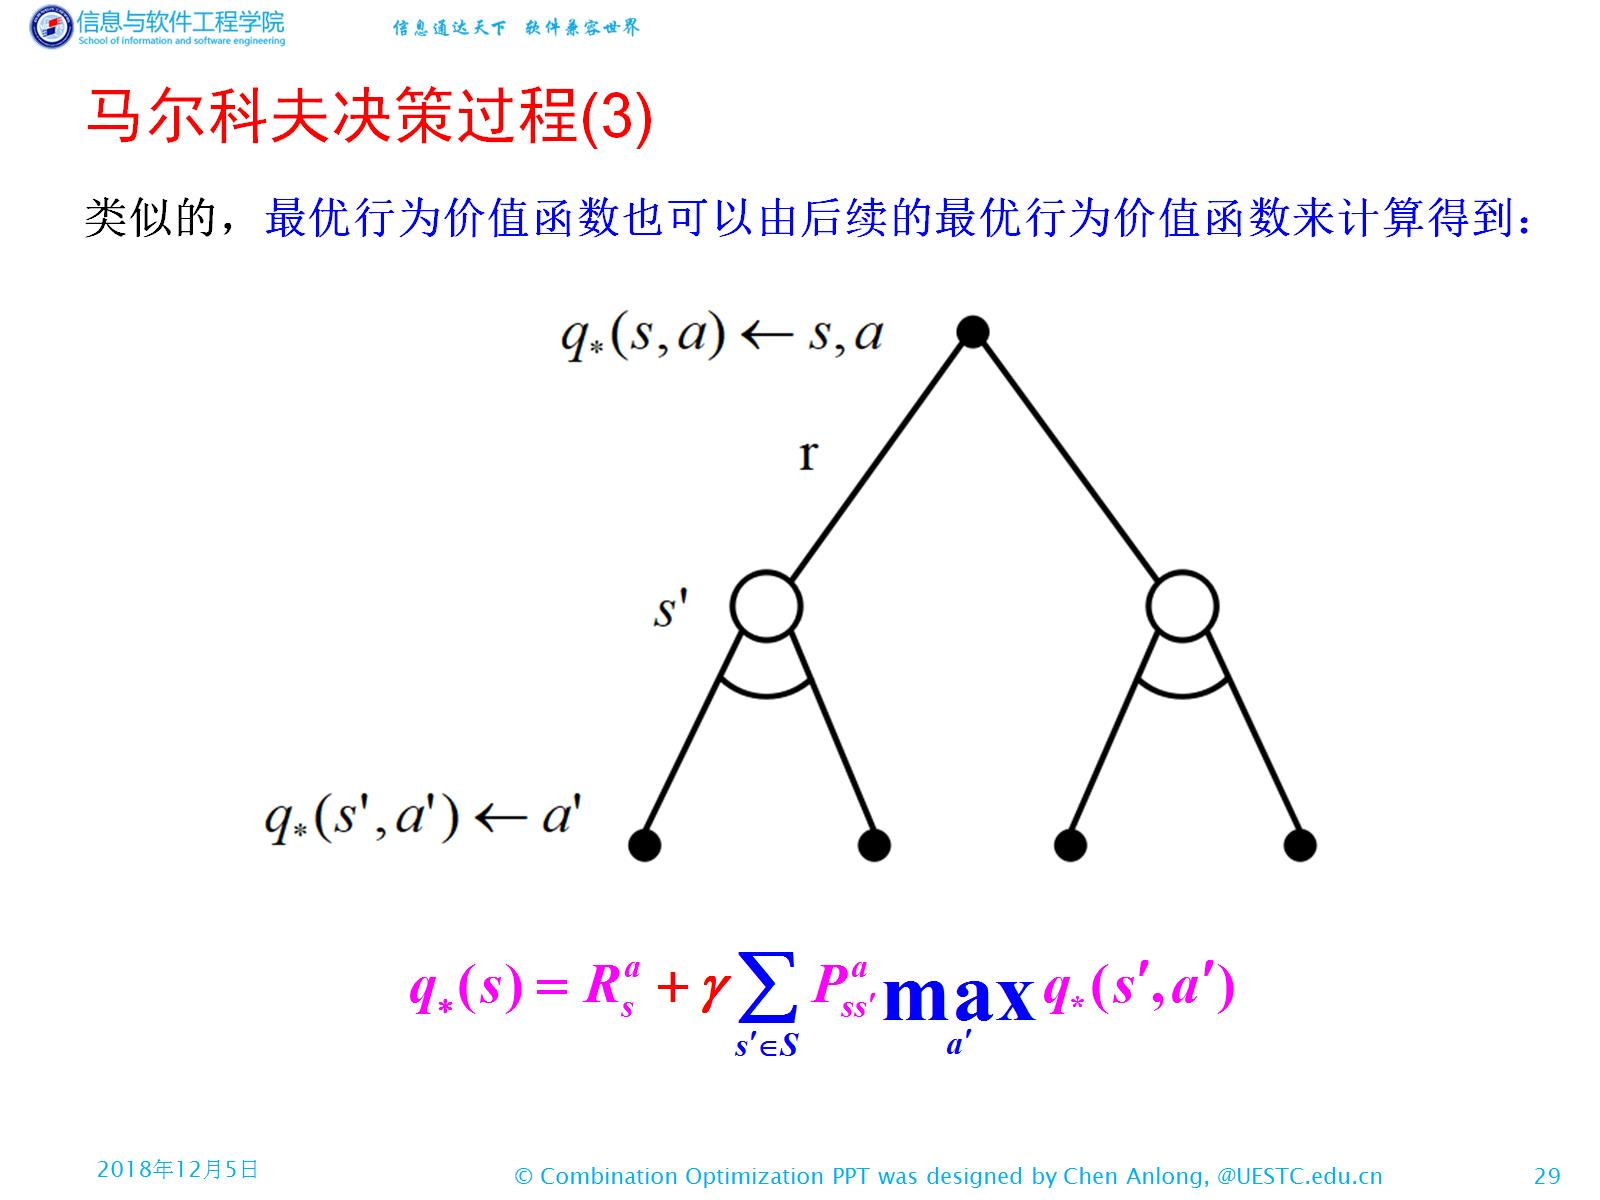 信息与软件工程学院
School of information and software engineering
信息通达天下 软件兼容世界
马尔科夫决策过程(3)
类似的，最优行为价值函数也可以由后续的最优行为价值函数来计算得到：
q*(s,a) ← s,a
r
s'
q*(s',a') ← a'
q_*(s) = R_s^a + γ ∑_{s′∈S} P_{ss′}^a max_{a′} q_*(s′,a′)
2018年12月5日
© Combination Optimization PPT was designed by Chen Anlong, @UESTC.edu.cn
29